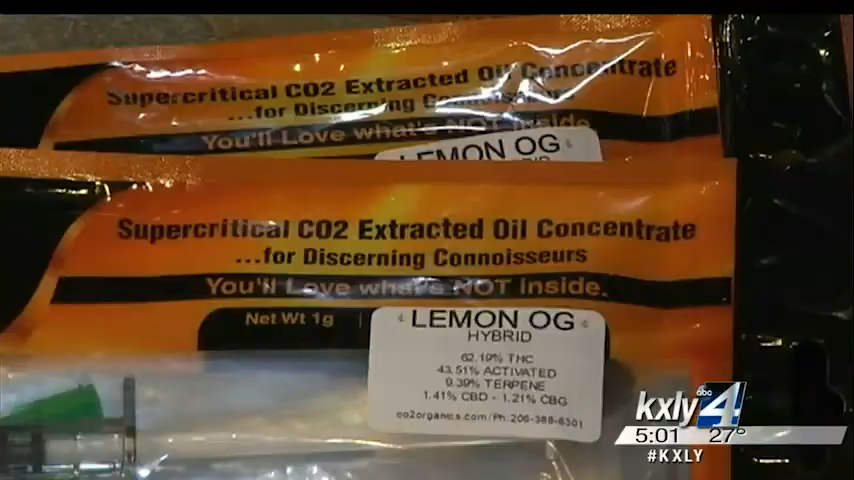 Supercritical CO2 Extracted Oil Concentrate
...for Discerning Connoisseurs
You'll Love what's NOT inside
LEMON OG
Supercritical CO2 Extracted Oil Concentrate
...for Discerning Connoisseurs
You'll Love what's NOT inside.
Net Wt 1g
LEMON OG
HYBRID
62.19% THC
43.51% ACTIVATED
9.39% TERPENE
1.41% CBD - 1.21% CBG
co2organics.com/Ph:206-388-6301
kxly abc 4
5:01 27°
#KXLY